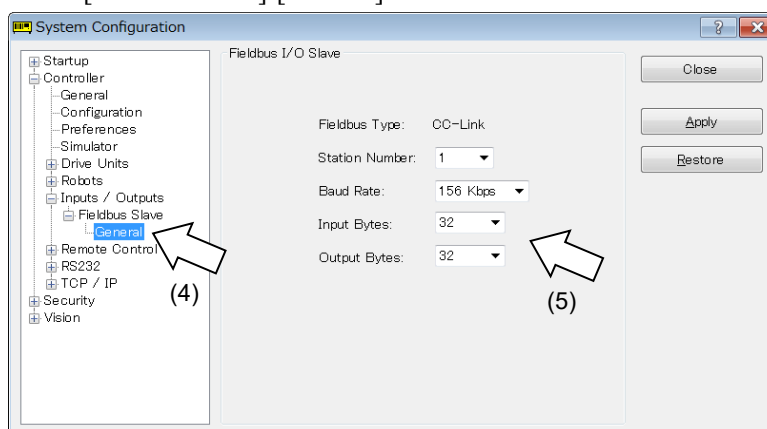 System Configuration
Startup
Controller
General
Configuration
Preferences
Simulator
Drive Units
Robots
Inputs / Outputs
Fieldbus Slave
General
Remote Control
RS232
TCP / IP
Security
Vision
(4)
Fieldbus I/O Slave
Fieldbus Type: CC-Link
Station Number: 1
Baud Rate: 156 Kbps
Input Bytes: 32
Output Bytes: 32
(5)
Close
Apply
Restore